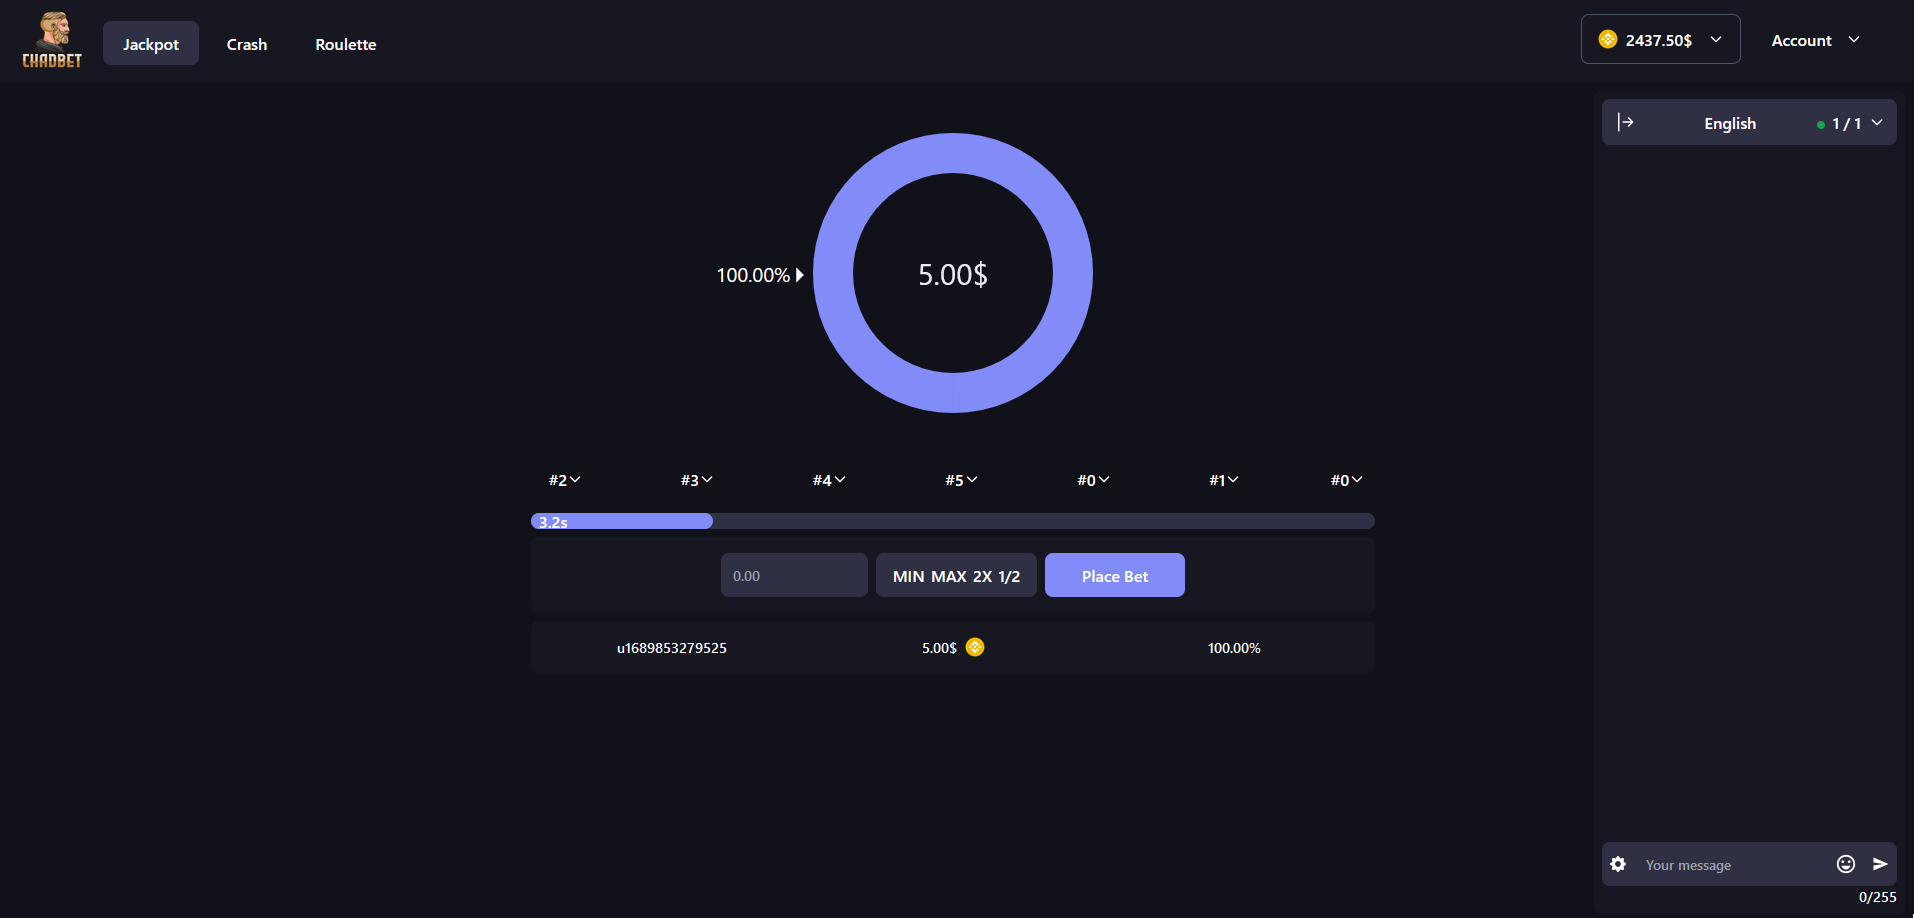 CHADBET
Jackpot Crash Roulette
2437.50$
Account
English
1 / 1
100.00%
5.00$
#2 #3 #4 #5 #0 #1 #0
3.2s
0.00 MIN MAX 2X 1/2 Place Bet
u1689853279525 5.00$ 100.00%
Your message
0/255